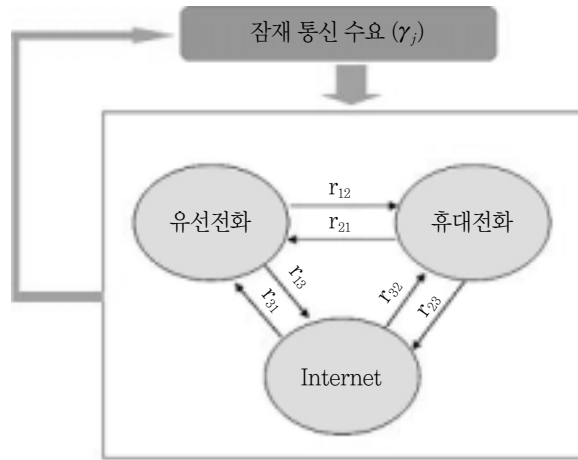 잠재 통신 수요 (γⱼ)
r₁₂
유선전화
휴대전화
r₂₁
r₁₃
r₃₁
r₃₂
r₂₃
Internet